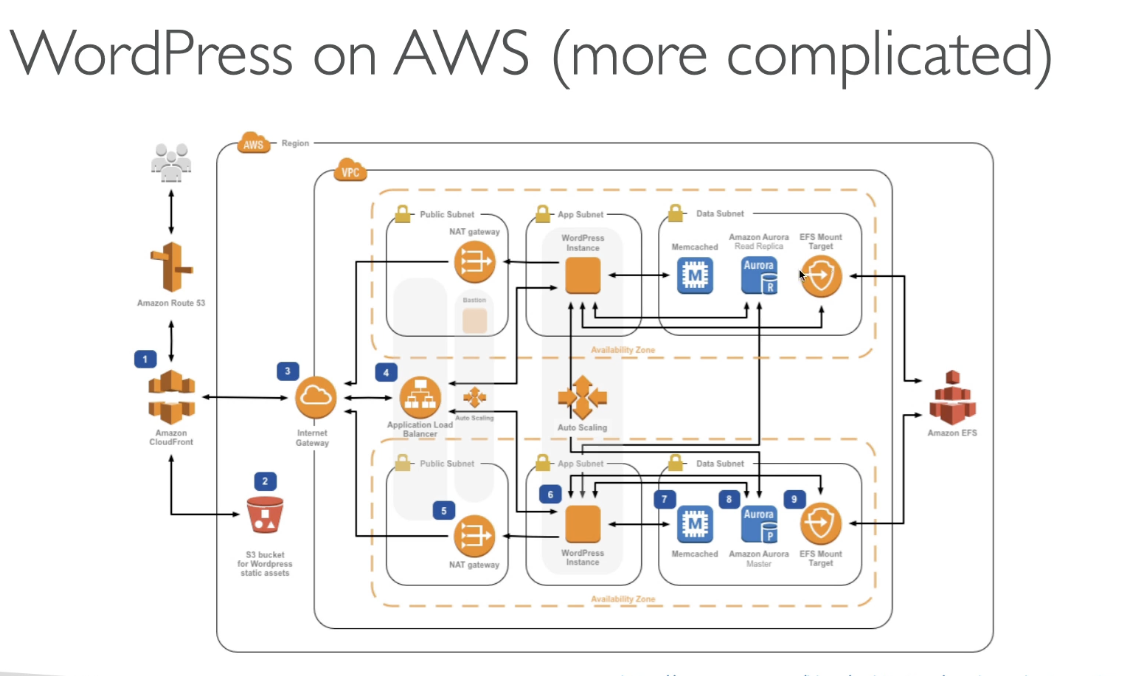 WordPress on AWS (more complicated)
AWS
Region
VPC
Public Subnet
App Subnet
Data Subnet
NAT gateway
WordPress
Instance
Memcached
Amazon Aurora
Read Replica
EFS Mount
Target
M
Aurora
R
Bastion
Amazon Route 53
Availability Zone
1
3
4
Amazon
CloudFront
Internet
Gateway
Application Load
Balancer
Auto Scaling
Auto Scaling
Amazon EFS
2
S3 bucket
for Wordpress
static assets
Public Subnet
App Subnet
Data Subnet
5
6
7
8
9
M
Aurora
P
NAT gateway
WordPress
Instance
Memcached
Amazon Aurora
Master
EFS Mount
Target
Availability Zone